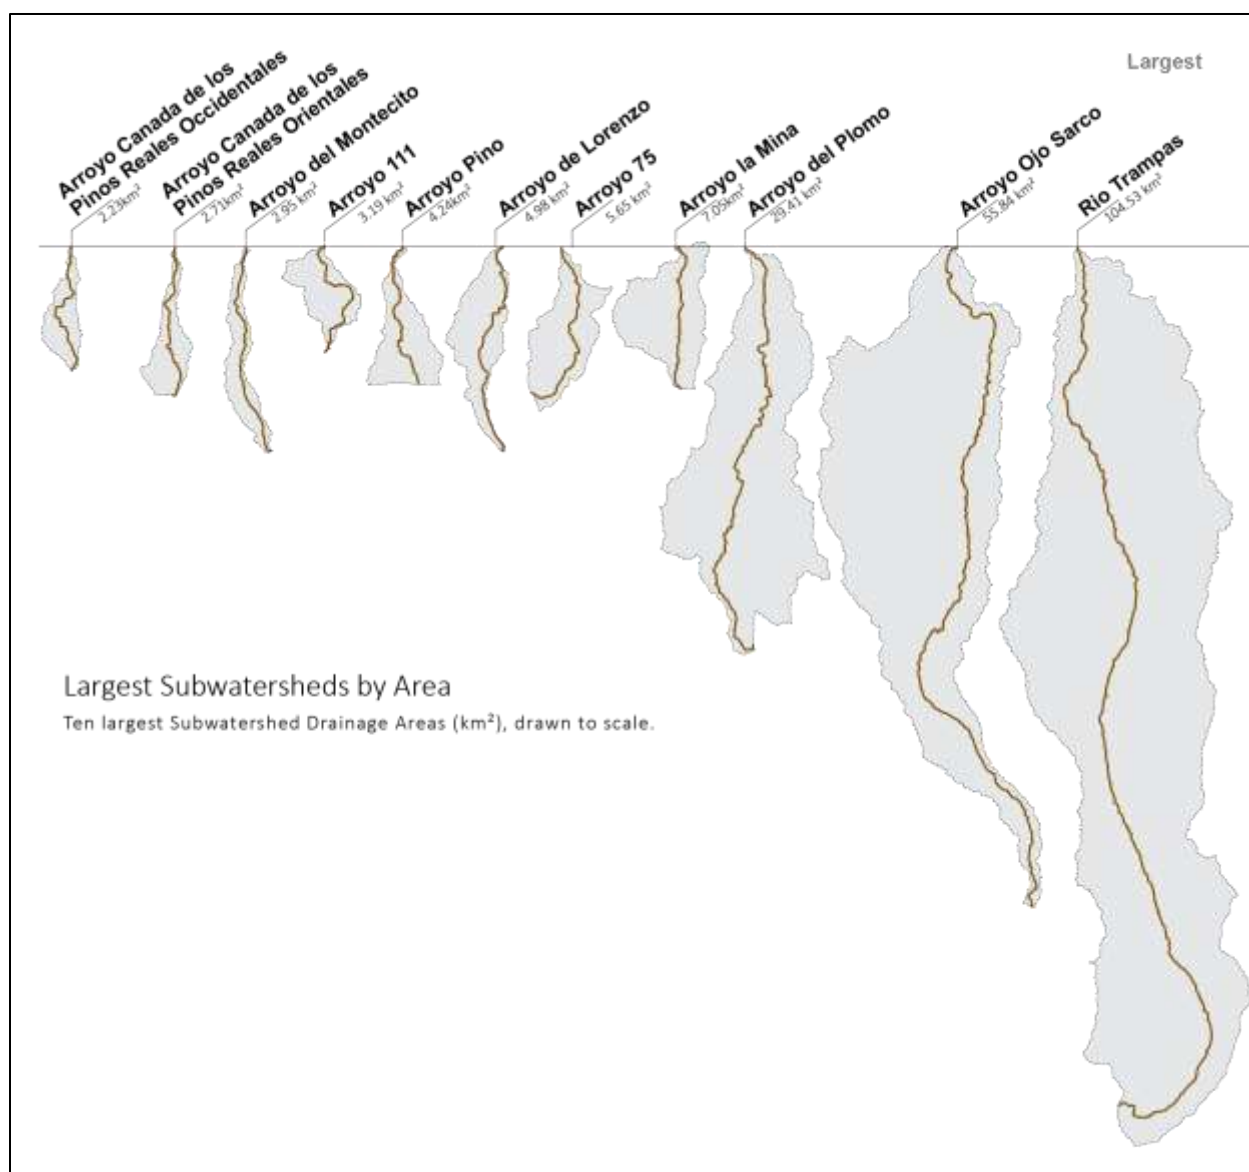 Largest
Arroyo Canada de los
Pinos Reales Occidentales
2.23km²
Arroyo Canada de los
Pinos Reales Orientales
2.71km²
Arroyo del Montecito
2.95 km²
Arroyo 111
3.19 km²
Arroyo Pino
4.24km²
Arroyo de Lorenzo
4.98 km²
Arroyo 75
5.65 km²
Arroyo la Mina
7.05km²
Arroyo del Plomo
29.41 km²
Arroyo Ojo Sarco
55.84 km²
Rio Trampas
104.53 km²
Largest Subwatersheds by Area
Ten largest Subwatershed Drainage Areas (km²), drawn to scale.